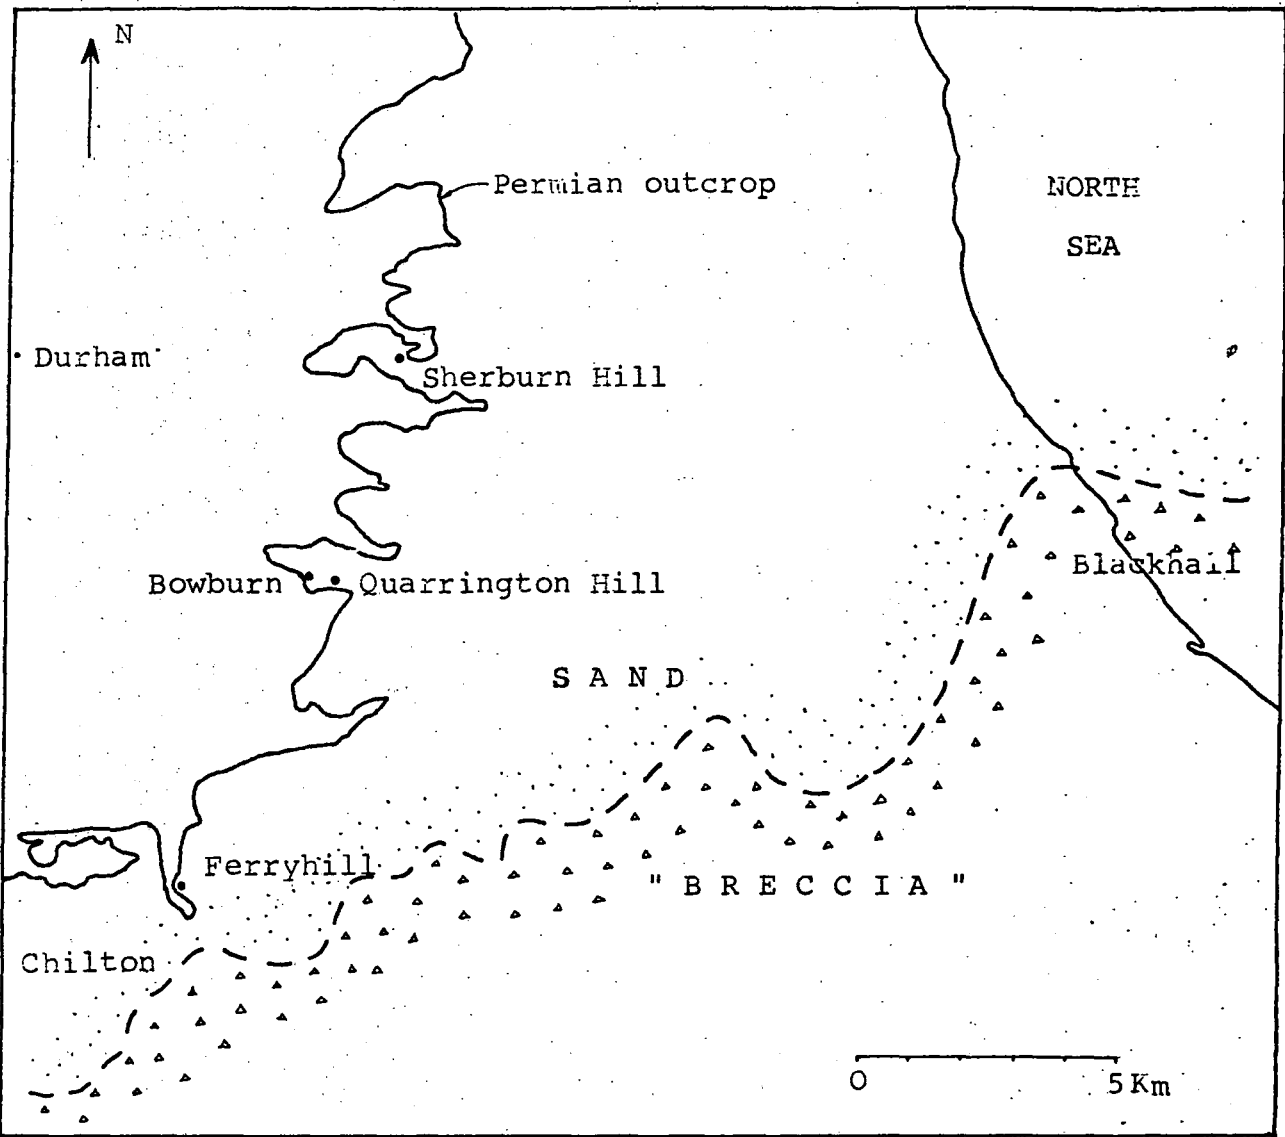 N
Permian outcrop
NORTH
SEA
Durham
Sherburn Hill
Bowburn
Quarrington Hill
Blackhall
S A N D
Ferryhill
" B R E C C I A "
Chilton
0
5 Km